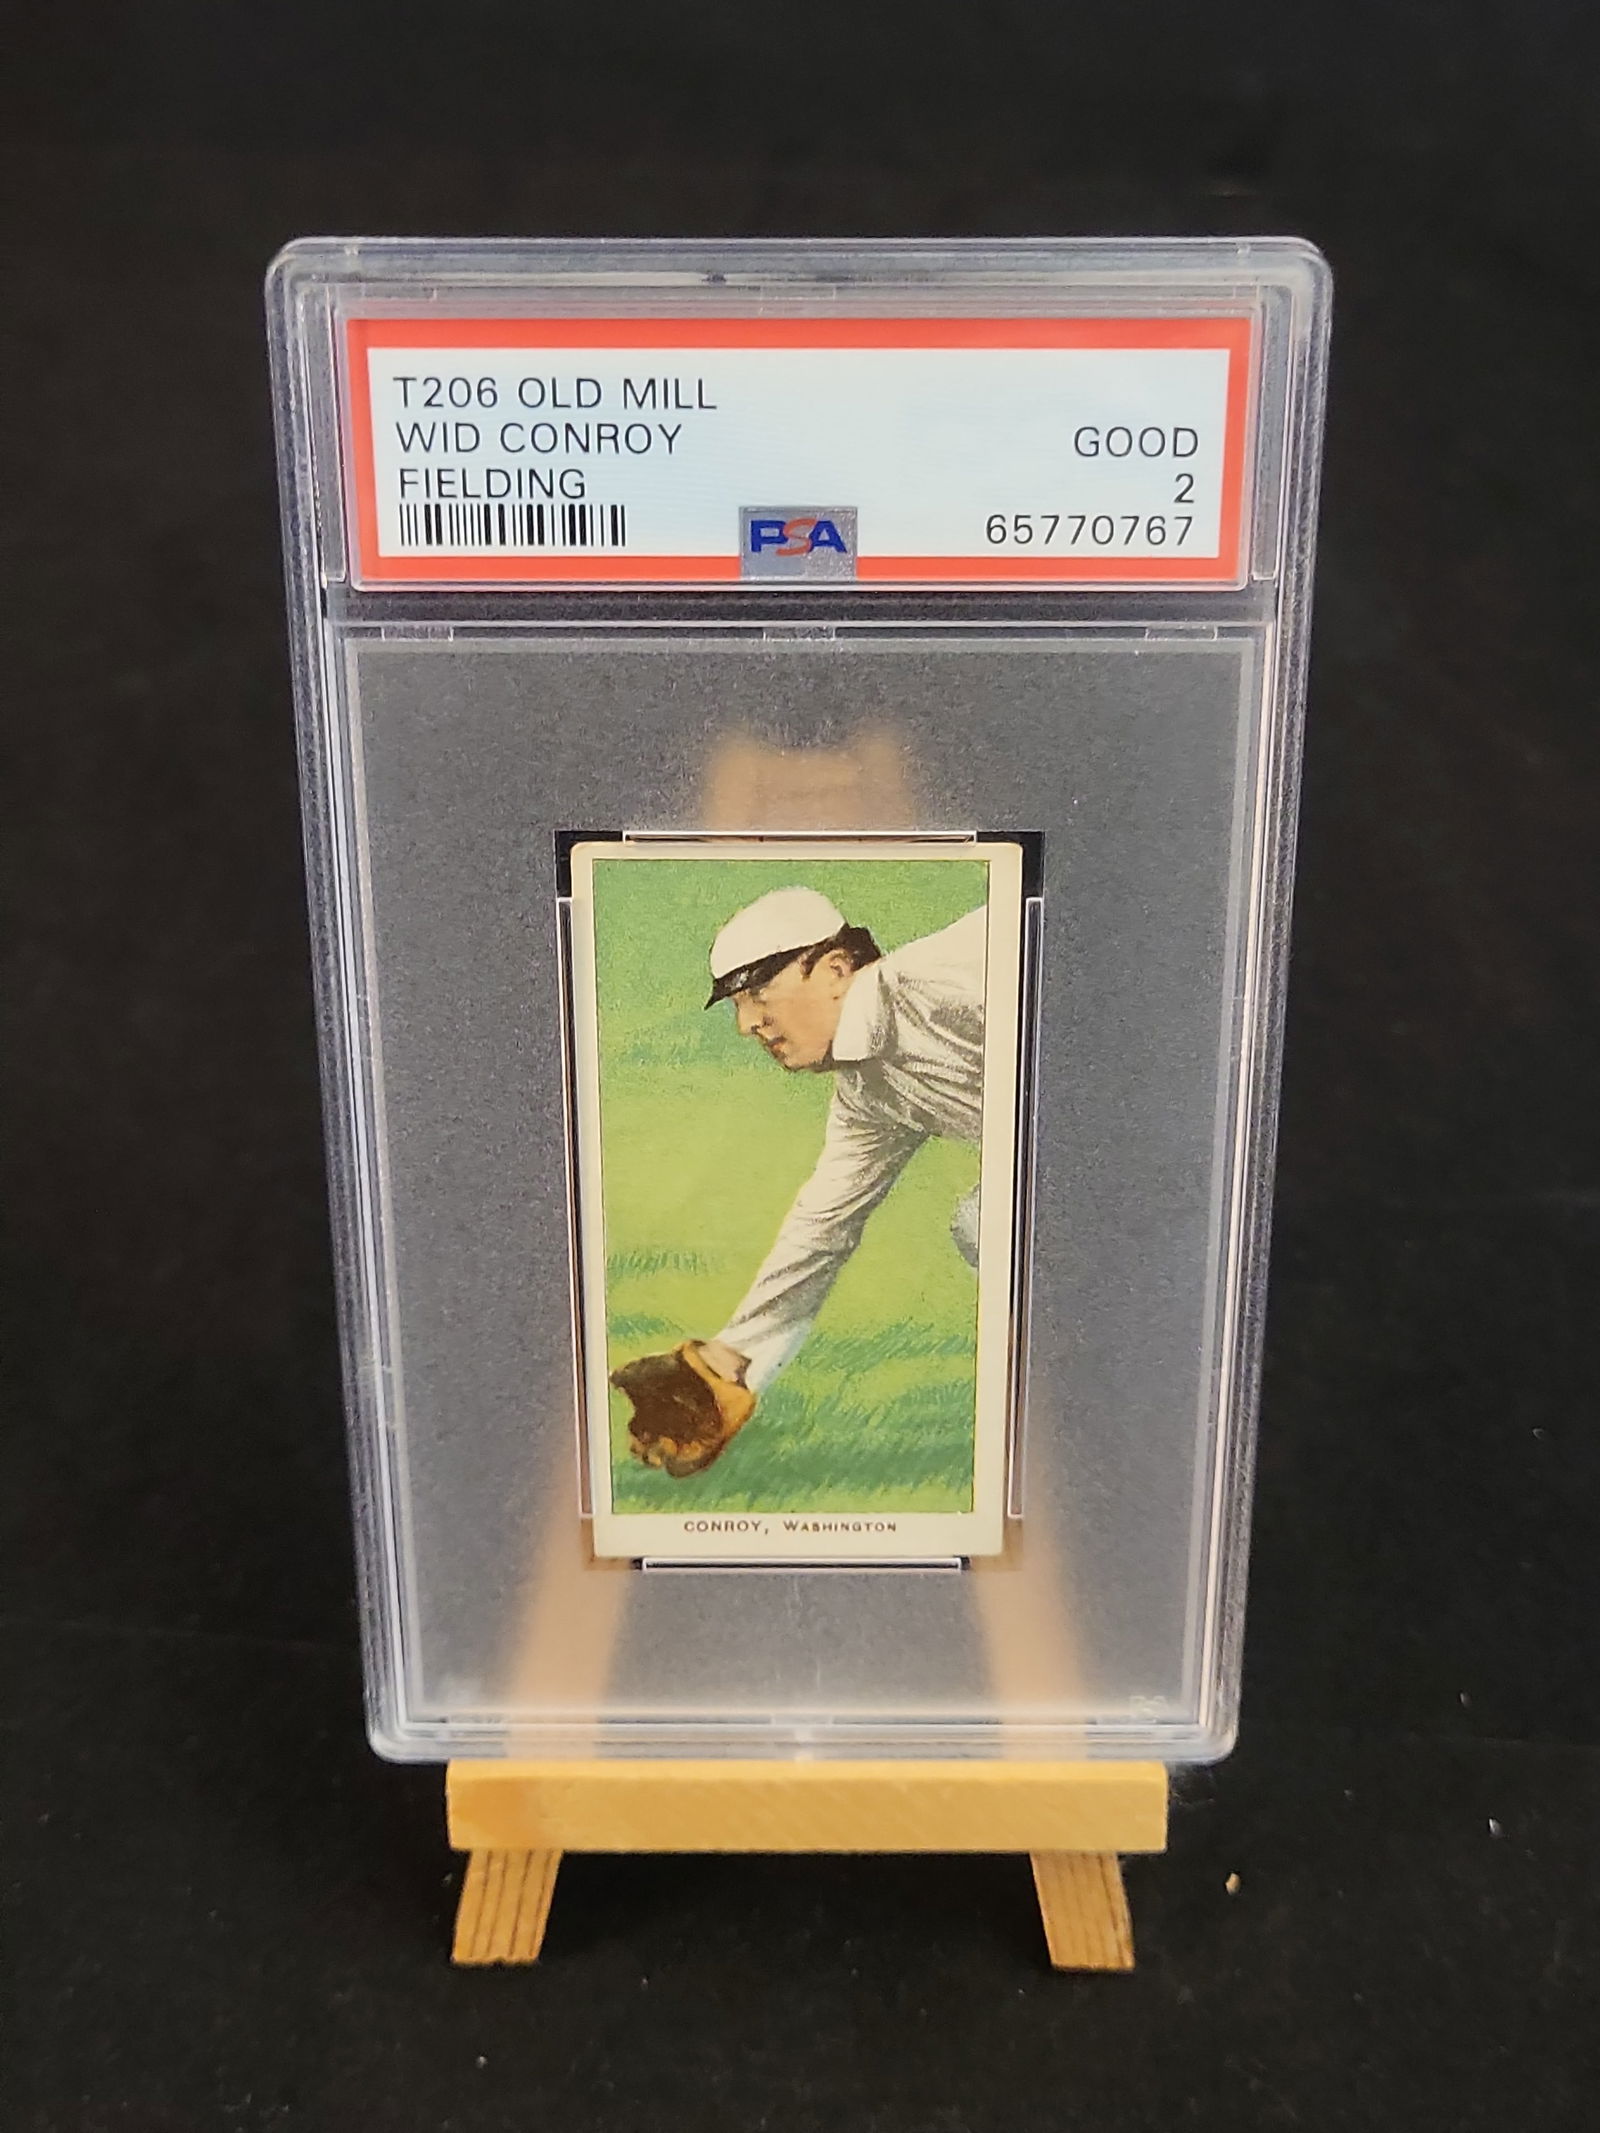 T206 OLD MILL
WID CONROY
FIELDING
GOOD
2
65770767
PSA
CONROY, WASHINGTON